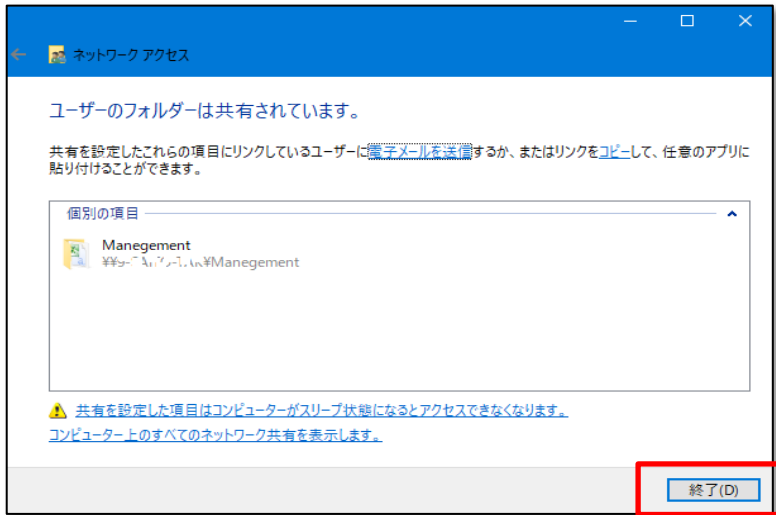 ネットワーク アクセス
ユーザーのフォルダーは共有されています。
共有を設定したこれらの項目にリンクしているユーザーに電子メールを送信するか、またはリンクをコピーして、任意のアプリに
貼り付けることができます。
個別の項目
Manegement
¥Manegement
共有を設定した項目はコンピューターがスリープ状態になるとアクセスできなくなります。
コンピューター上のすべてのネットワーク共有を表示します。
終了(D)